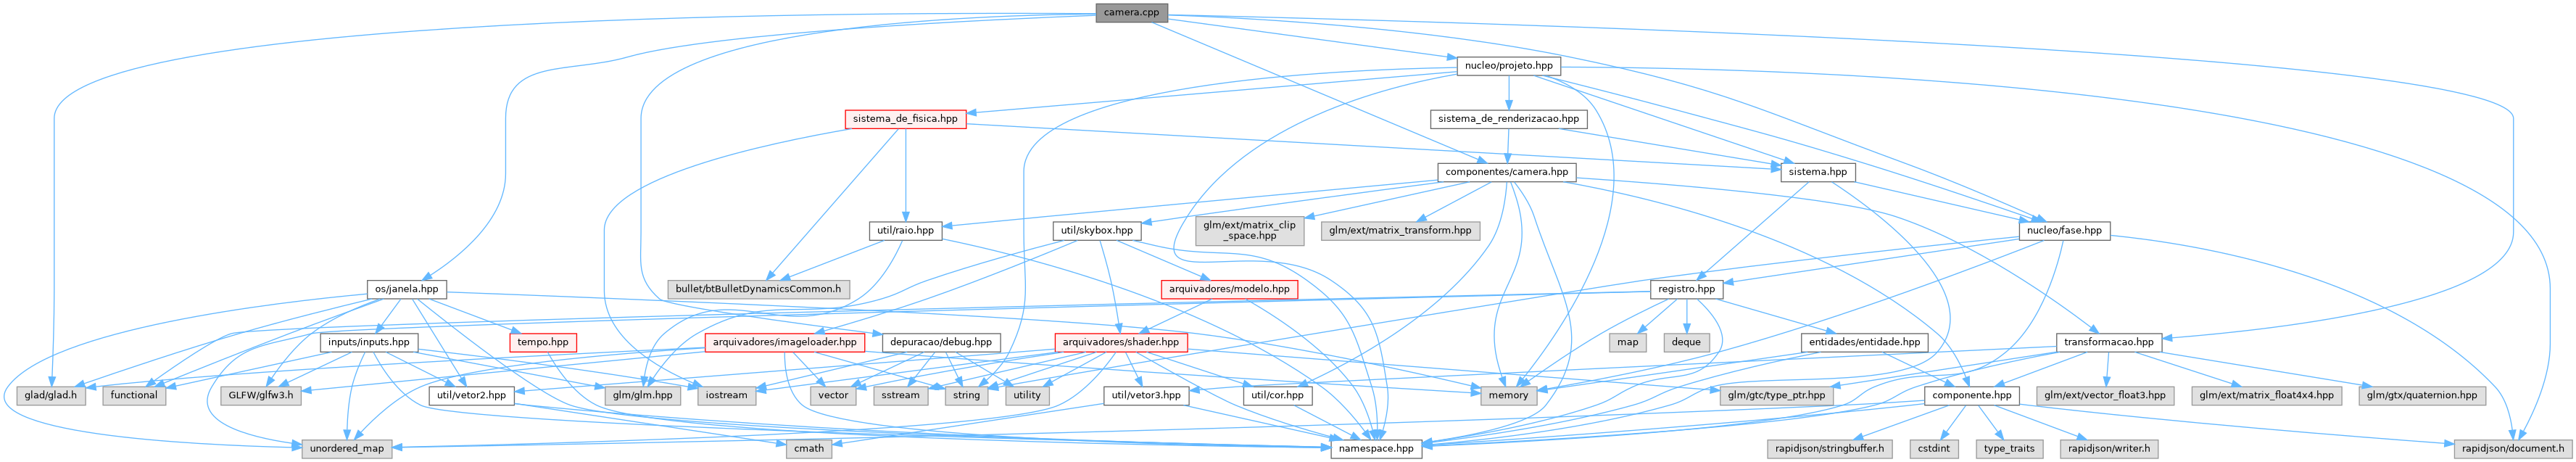 camera.cpp
nucleo/projeto.hpp
sistema_de_fisica.hpp
sistema_de_renderizacao.hpp
componentes/camera.hpp
sistema.hpp
util/raio.hpp
util/skybox.hpp
glm/ext/matrix_clip
_space.hpp
glm/ext/matrix_transform.hpp
nucleo/fase.hpp
os/janela.hpp
bullet/btBulletDynamicsCommon.h
arquivadores/modelo.hpp
registro.hpp
inputs/inputs.hpp
tempo.hpp
arquivadores/imageloader.hpp
depuracao/debug.hpp
arquivadores/shader.hpp
map
deque
entidades/entidade.hpp
transformacao.hpp
glad/glad.h
functional
GLFW/glfw3.h
util/vetor2.hpp
glm/glm.hpp
iostream
vector
sstream
string
utility
util/vetor3.hpp
util/cor.hpp
memory
glm/gtc/type_ptr.hpp
componente.hpp
glm/ext/vector_float3.hpp
glm/ext/matrix_float4x4.hpp
glm/gtx/quaternion.hpp
unordered_map
cmath
namespace.hpp
rapidjson/stringbuffer.h
cstdint
type_traits
rapidjson/writer.h
rapidjson/document.h